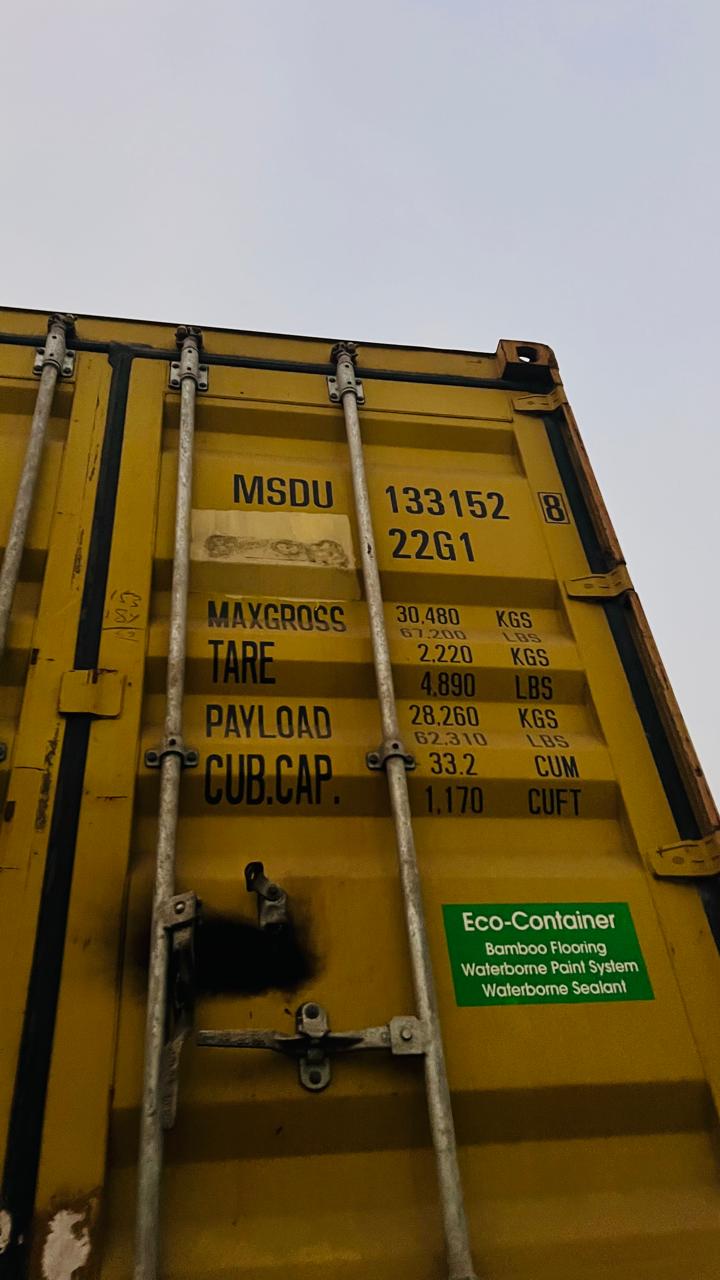 MSDU 133152 8
22G1
MAXGROSS 30,480 KGS
67,200 LBS
TARE 2,220 KGS
4,890 LBS
PAYLOAD 28,260 KGS
62,310 LBS
CUB.CAP. 33.2 CUM
1,170 CUFT
Eco-Container
Bamboo Flooring
Waterborne Paint System
Waterborne Sealant